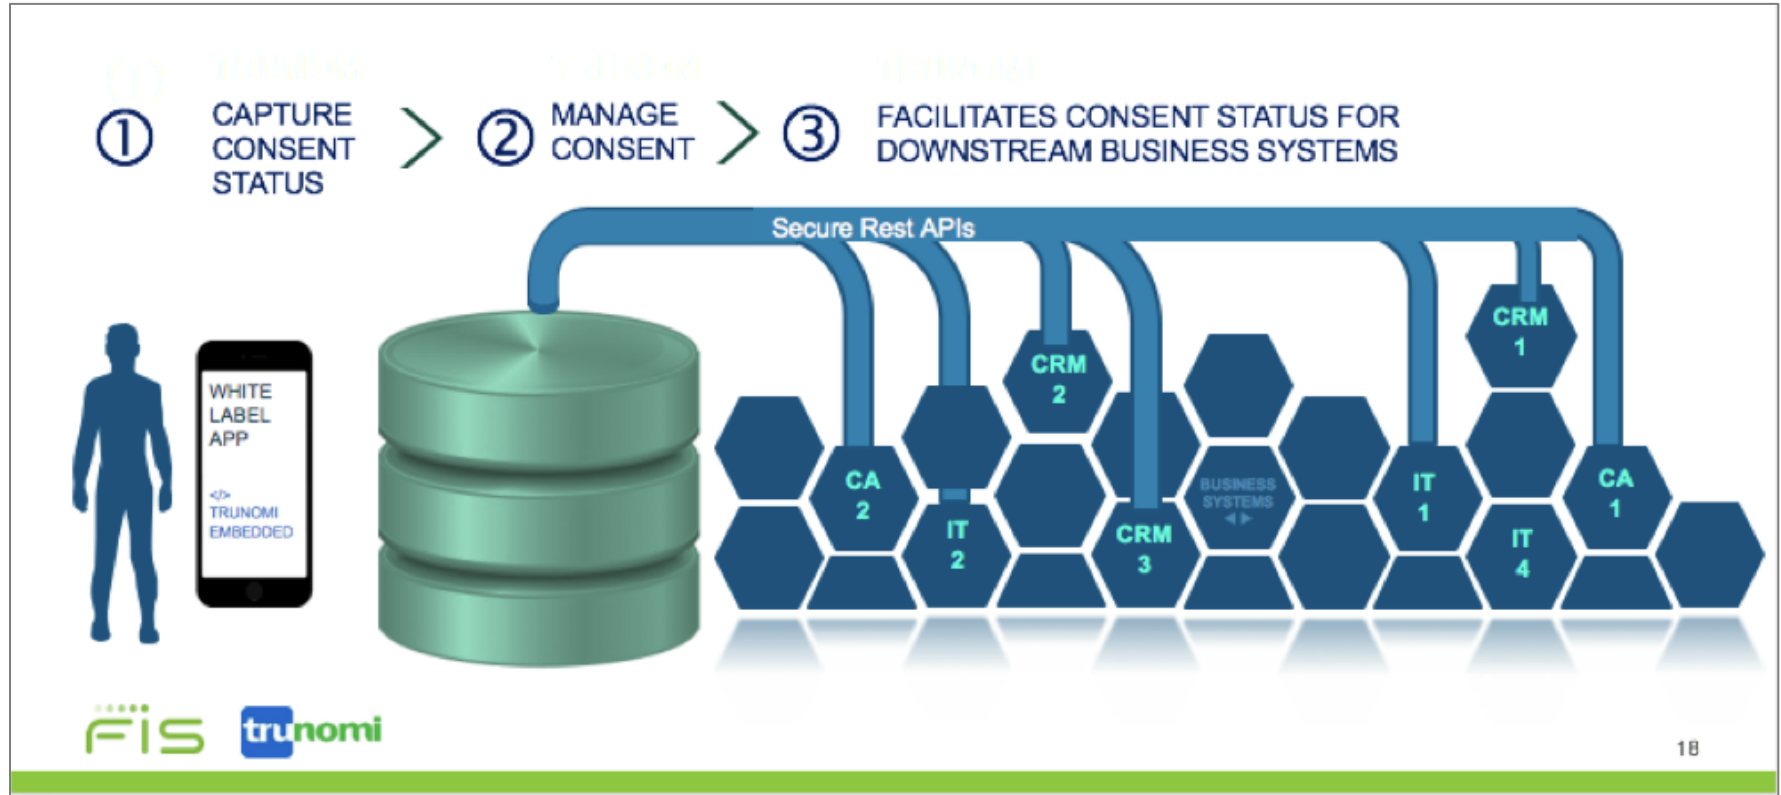 ①
CAPTURE
CONSENT
STATUS
②
MANAGE
CONSENT
③
FACILITATES CONSENT STATUS FOR
DOWNSTREAM BUSINESS SYSTEMS
Secure Rest APIs
WHITE
LABEL
APP
</>
TRUNOMI
EMBEDDED
CA
2
IT
2
CRM
2
CRM
3
BUSINESS
SYSTEMS
IT
1
CRM
1
IT
4
CA
1
FIS
trunomi
18